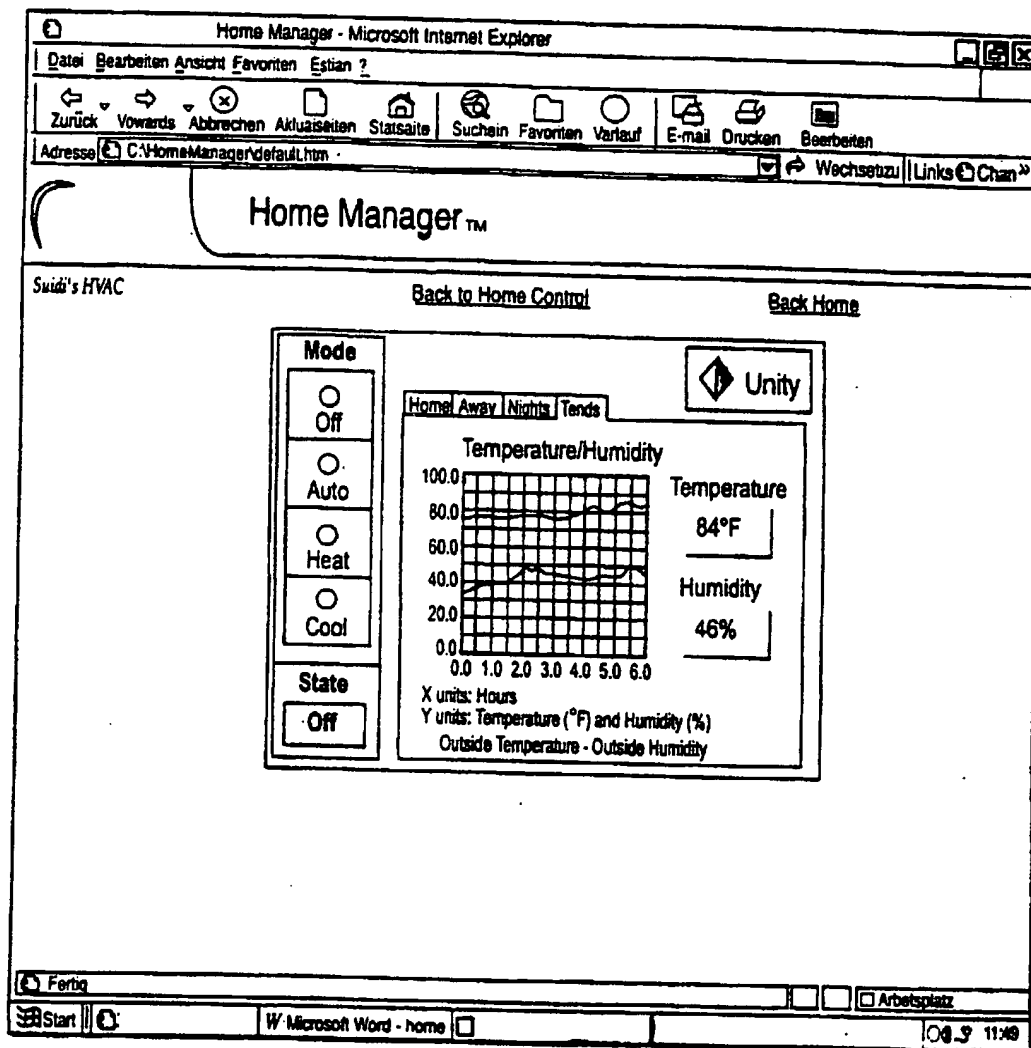 Home Manager - Microsoft Internet Explorer
Datei Bearbeiten Ansicht Favoriten Estian ?
Zurück Vowards Abbrechen Akluaiseiten Statsaite Suchein Favoriten Varlauf E-mail Drucken Beerbeiten
Adresse C:\HomeManager\default.htm Wechsetızu Links Chan»
Home Manager TM
Suidi's HVAC
Back to Home Control Back Home
Mode
Off
Auto
Heat
Cool
State
Off
Unity
Home Away Nights Tends
Temperature/Humidity
100.0
80.0
60.0
40.0
20.0
0.0
0.0 1.0 2.0 3.0 4.0 5.0 6.0
X units: Hours
Y units: Temperature (°F) and Humidity (%)
Outside Temperature - Outside Humidity
Temperature
84°F
Humidity
46%
Fertig
Arbetsplatz
Start W Microsoft Word - home 11:49